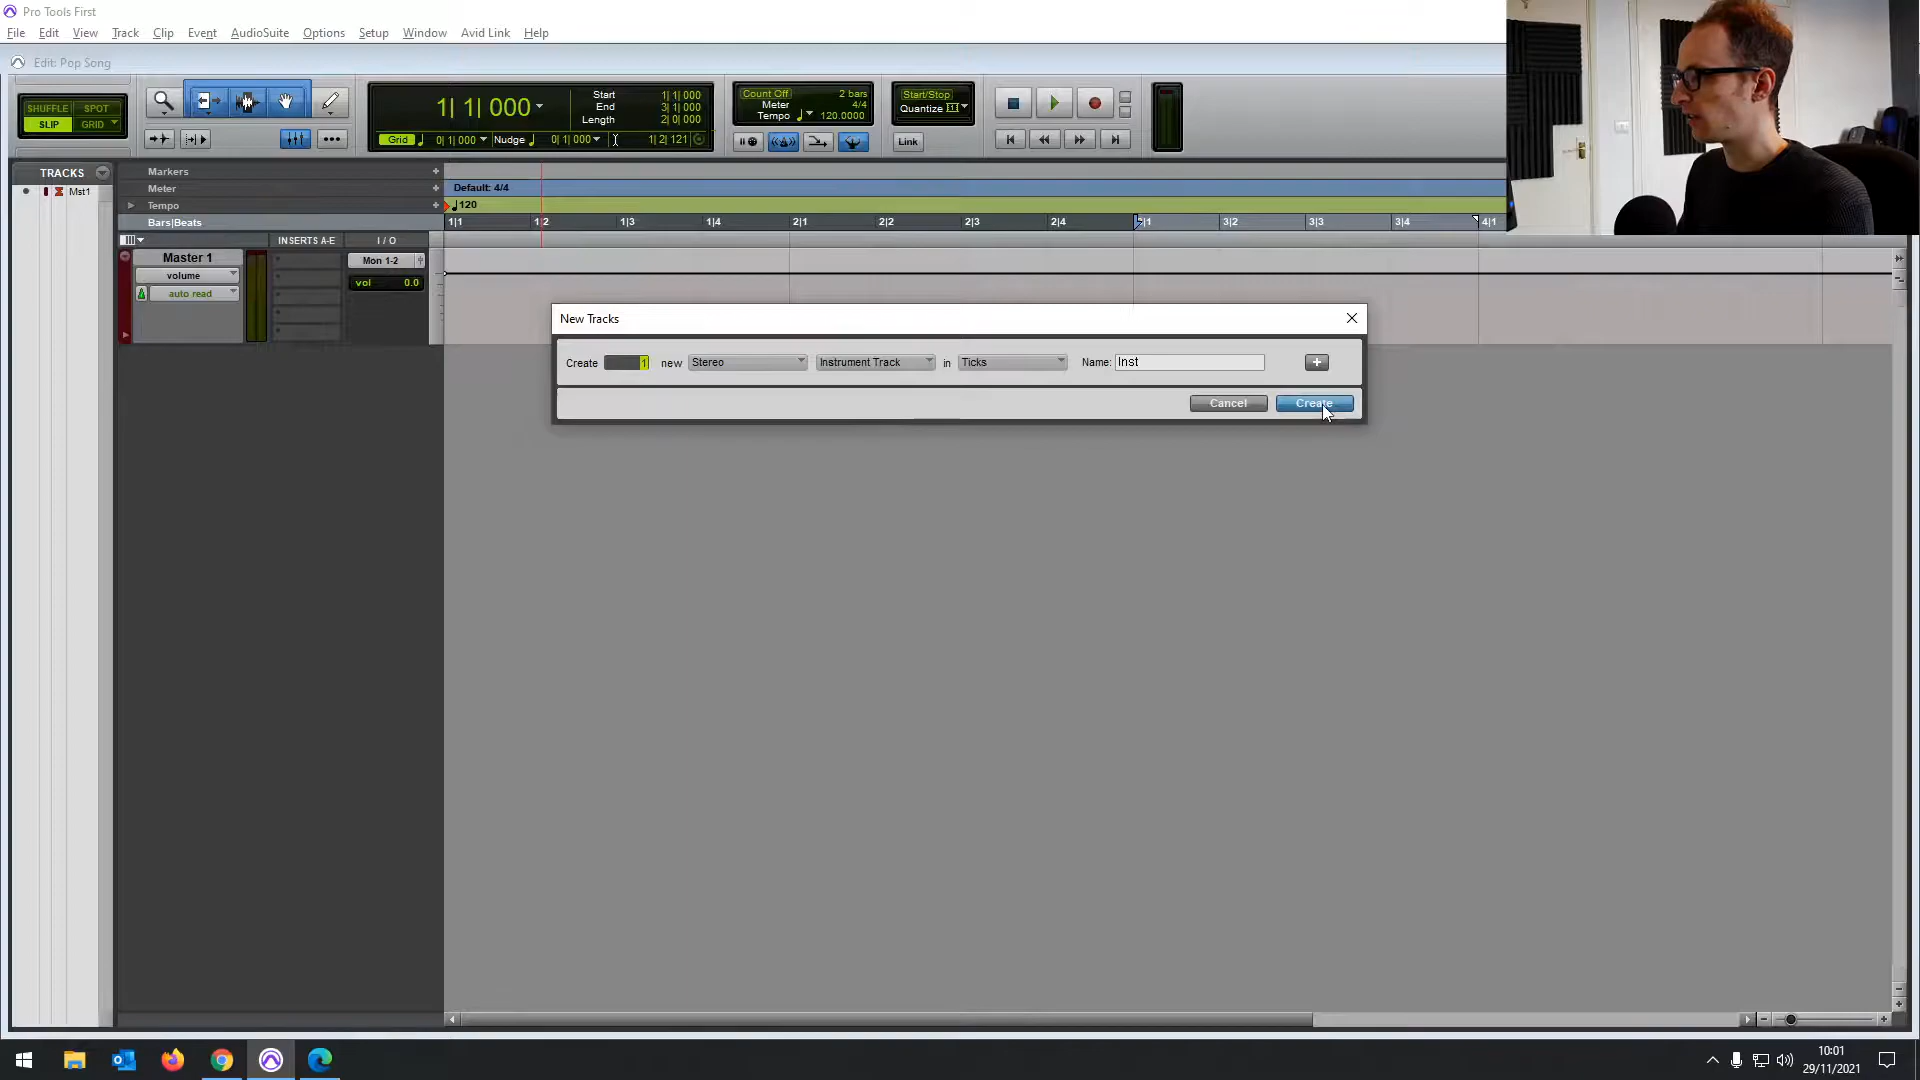 Pro Tools First
File Edit View Track Clip Event AudioSuite Options Setup Window Avid Link Help
Edit: Pop Song
SHUFFLE SPOT
SLIP GRID
1| 1| 000
Start 1| 1| 000
End 3| 1| 000
Length 2| 0| 000
Grid 0| 1| 000 Nudge 0| 1| 000 1| 2| 121
Count Off 2 bars
Meter 4/4
Tempo 120.0000
Start/Stop
Quantize
Link
TRACKS
Mst1
Markers
Meter Default: 4/4
Tempo 120
Bars|Beats 1|1 1|2 1|3 1|4 2|1 2|2 2|3 2|4 3|1 3|2 3|3 3|4 4|1
INSERTS A-E I / O
Master 1
volume
auto read
Mon 1-2
vol 0.0
New Tracks
Create 1 new Stereo Instrument Track in Ticks Name: Inst
Cancel Create
10:01
29/11/2021